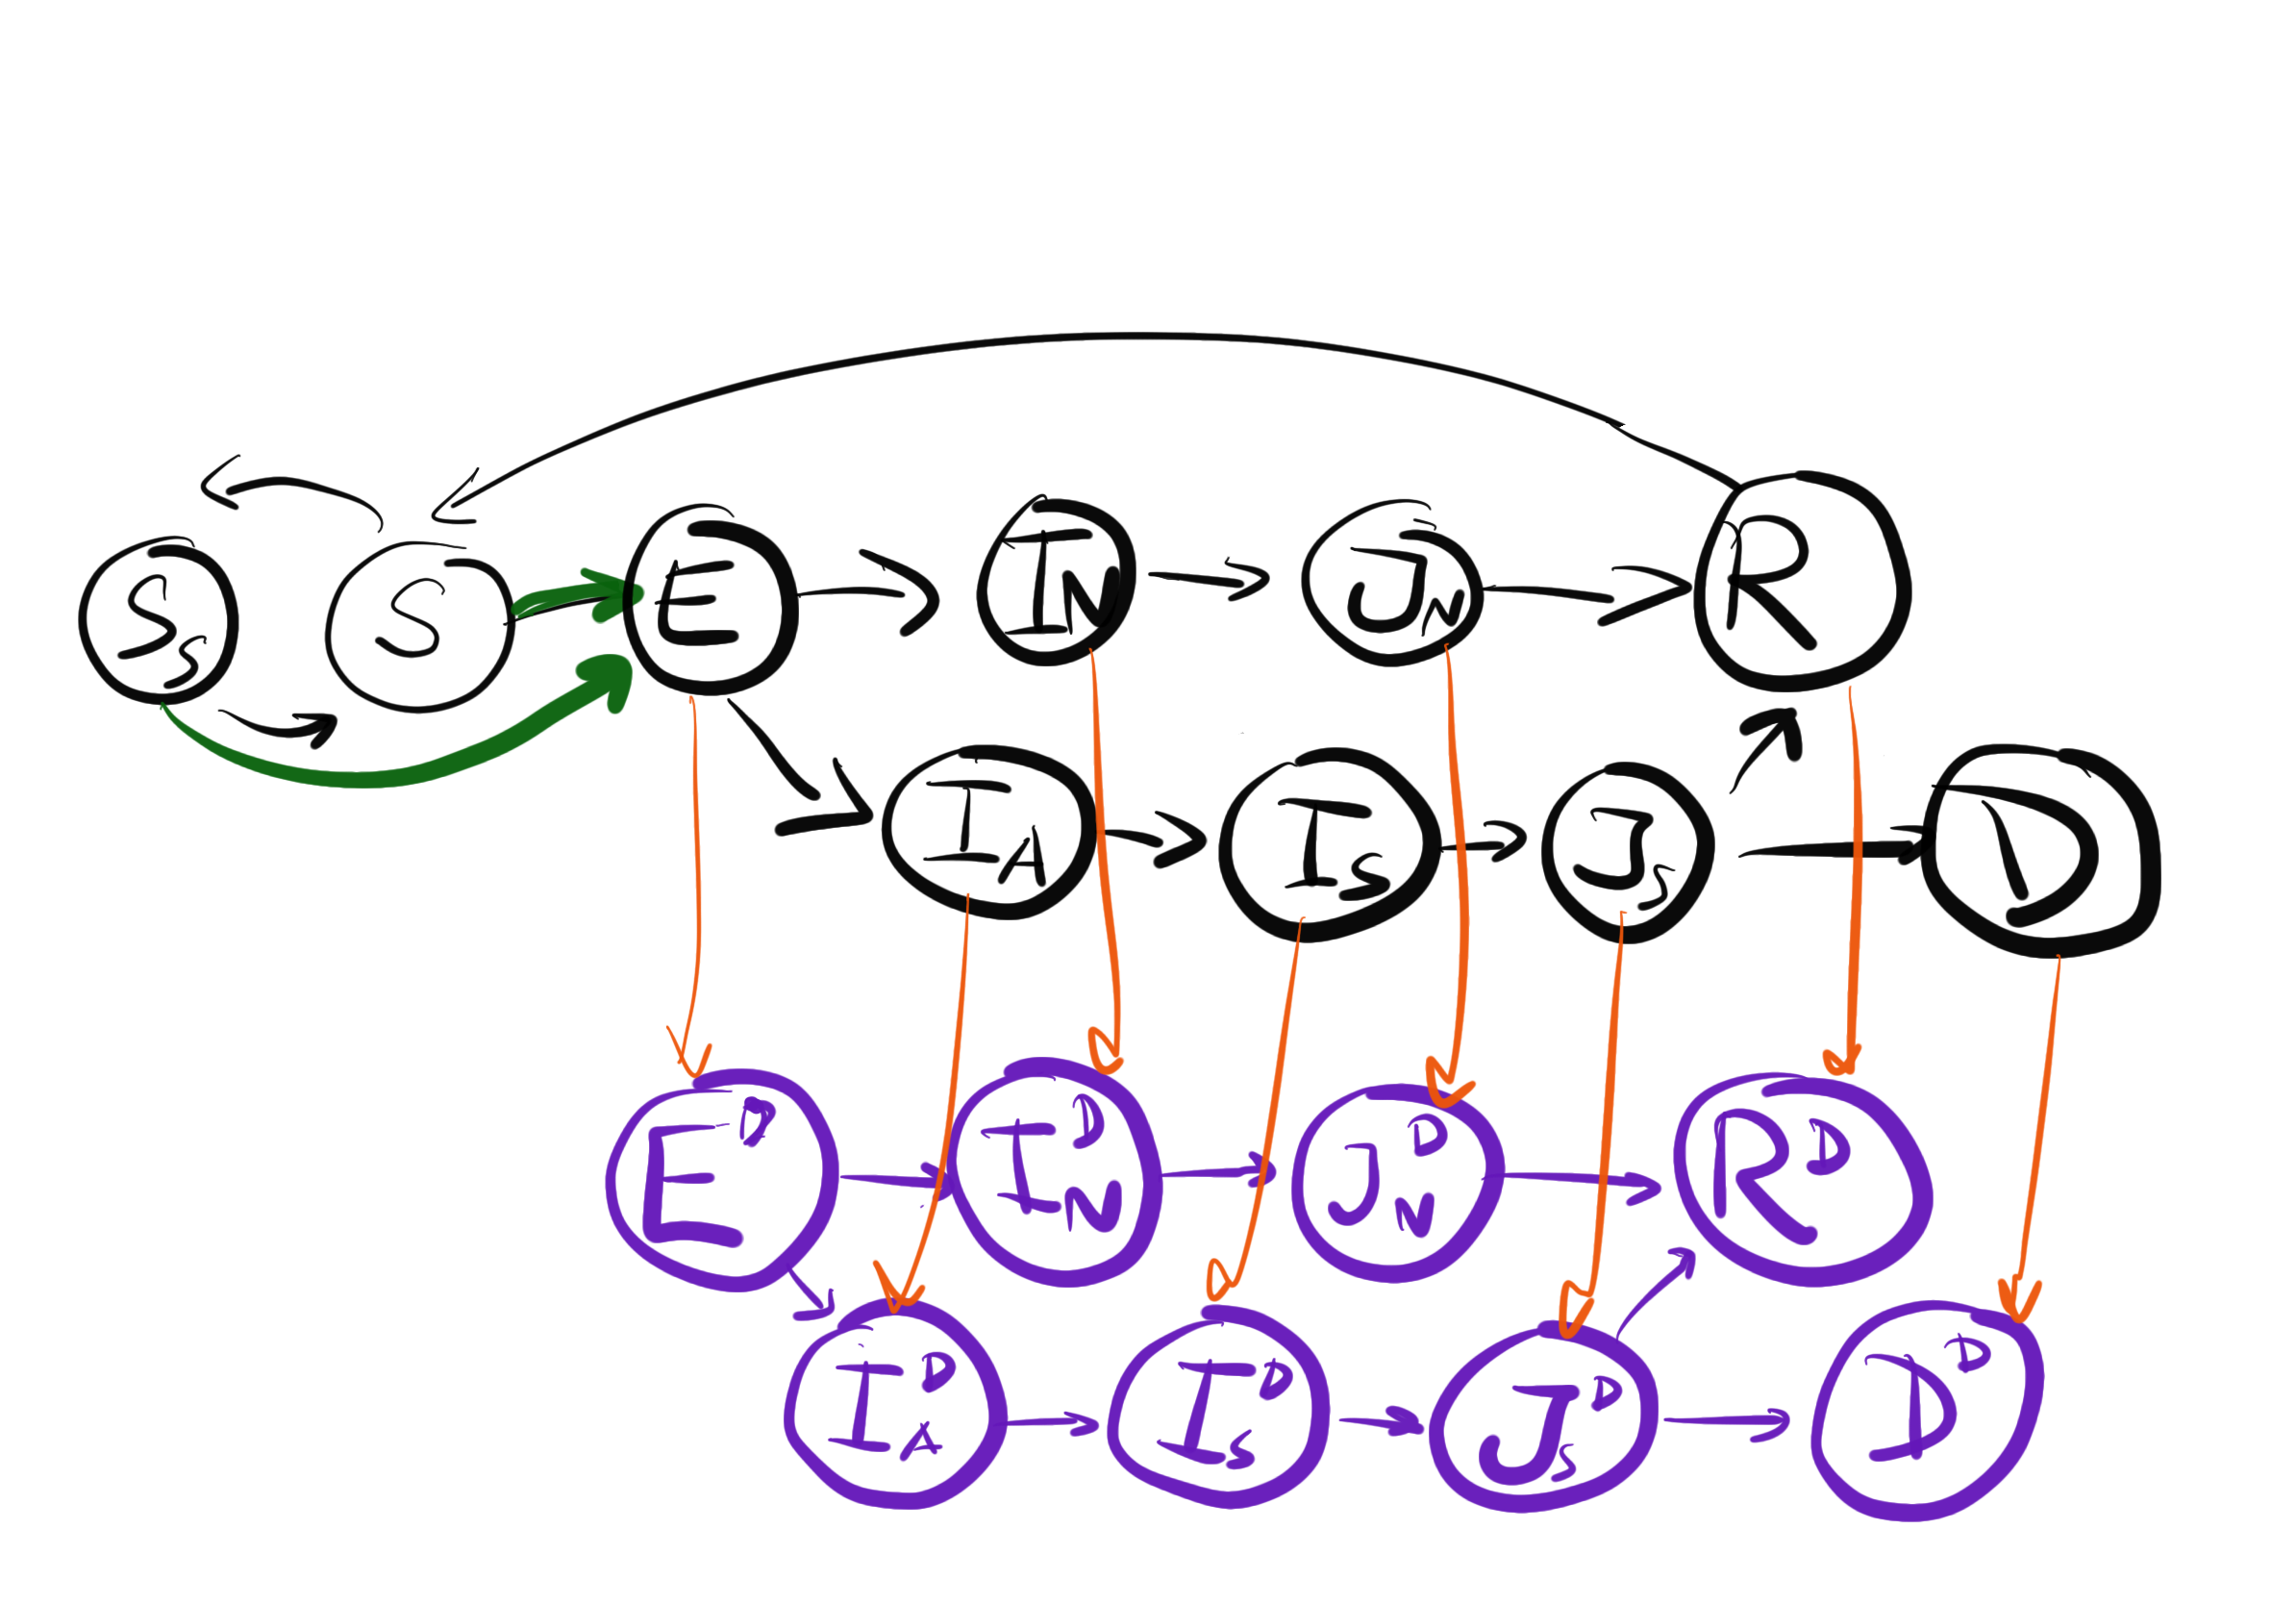 S_S S E I_N J_N R
I_A I_S J_S D
E^D I_N^D J_N^D R^D
I_A^D I_S^D J_S^D D^D